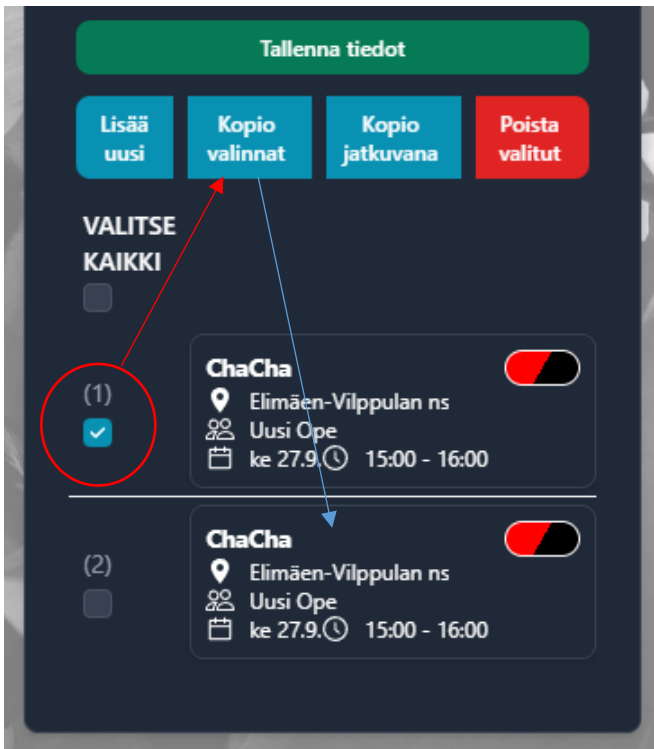 Tallenna tiedot
Lisää uusi
Kopio valinnat
Kopio jatkuvana
Poista valitut
VALITSE
KAIKKI
(1)
ChaCha
Elimäen-Vilppulan ns
Uusi Ope
ke 27.9. 15:00 - 16:00
(2)
ChaCha
Elimäen-Vilppulan ns
Uusi Ope
ke 27.9. 15:00 - 16:00